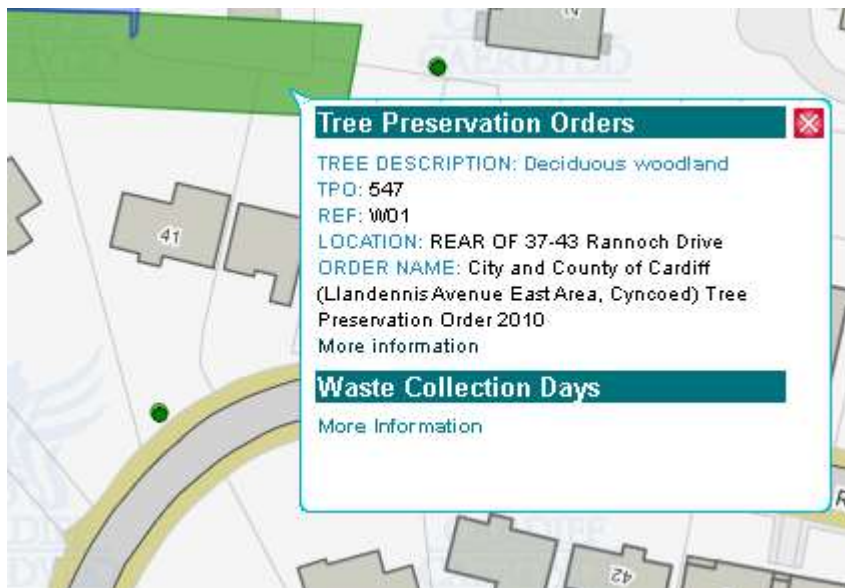 CAERDYDD
Tree Preservation Orders
TREE DESCRIPTION: Deciduous woodland
TPO: 547
REF: W01
LOCATION: REAR OF 37-43 Rannoch Drive
ORDER NAME: City and County of Cardiff
(Llandennis Avenue East Area, Cyncoed) Tree
Preservation Order 2010
More information
Waste Collection Days
More Information
41
R
CARDIFF
42